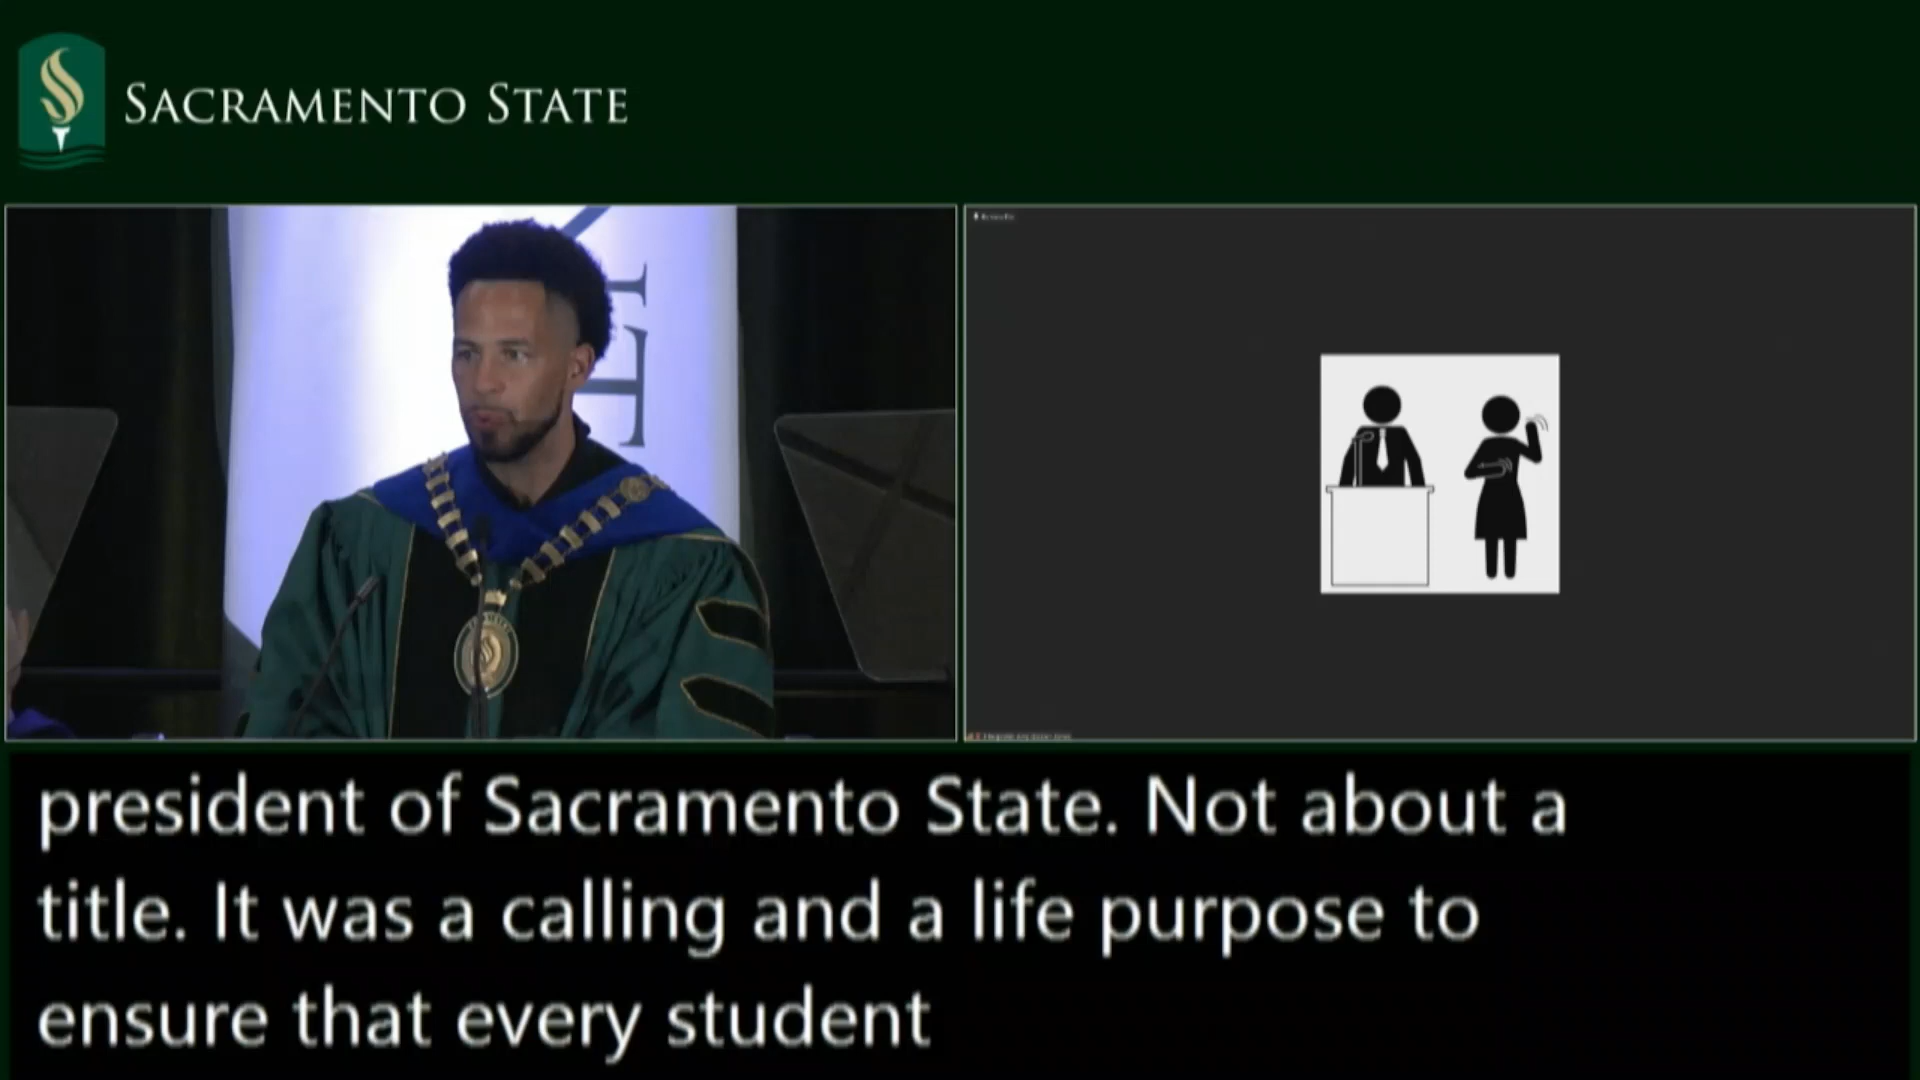 SACRAMENTO STATE
president of Sacramento State. Not about a
title. It was a calling and a life purpose to
ensure that every student